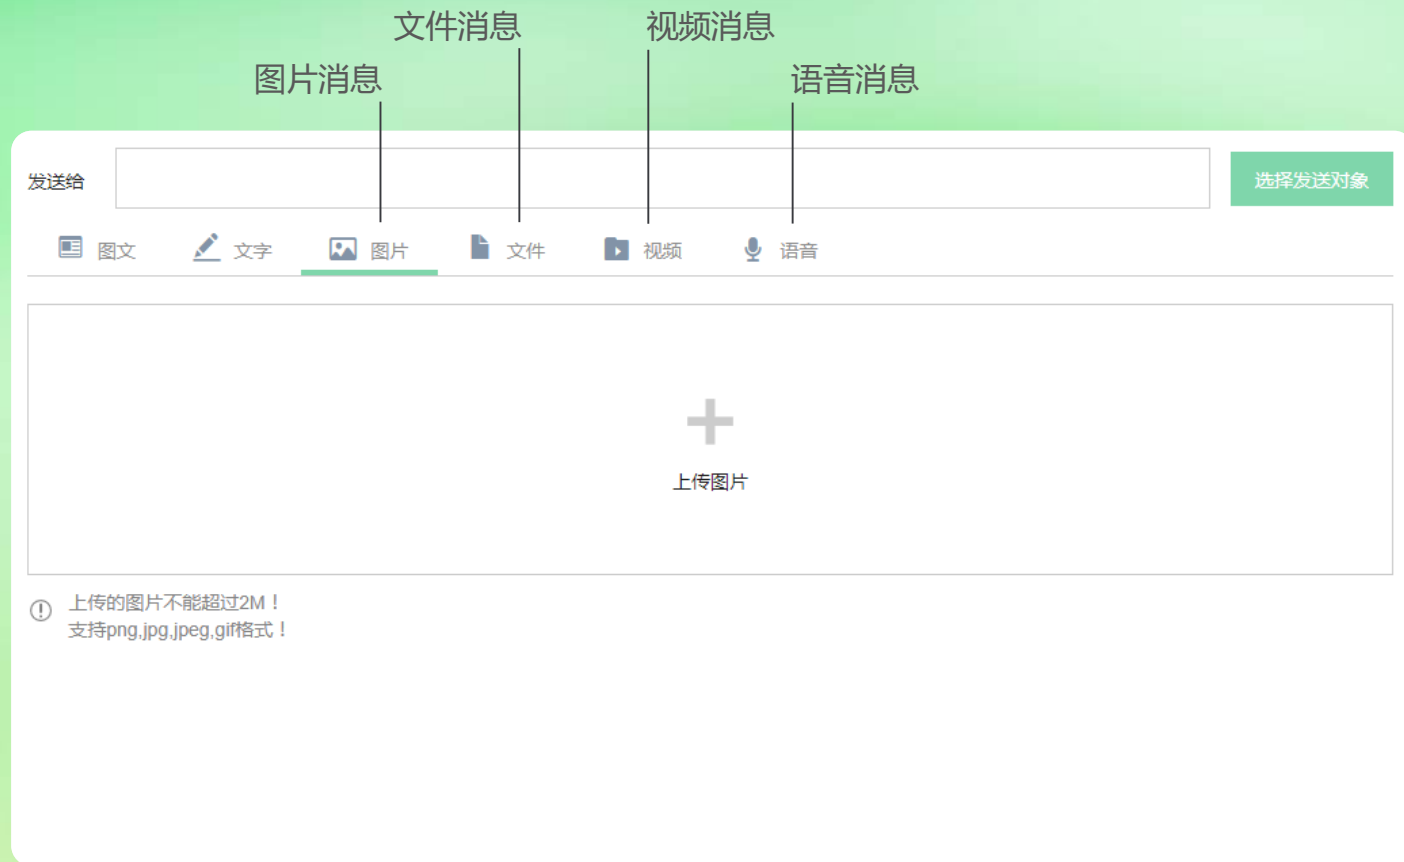 文件消息
视频消息
图片消息
语音消息
发送给
选择发送对象
图文
文字
图片
文件
视频
语音
上传图片
上传的图片不能超过2M！
支持png,jpg,jpeg,gif格式！